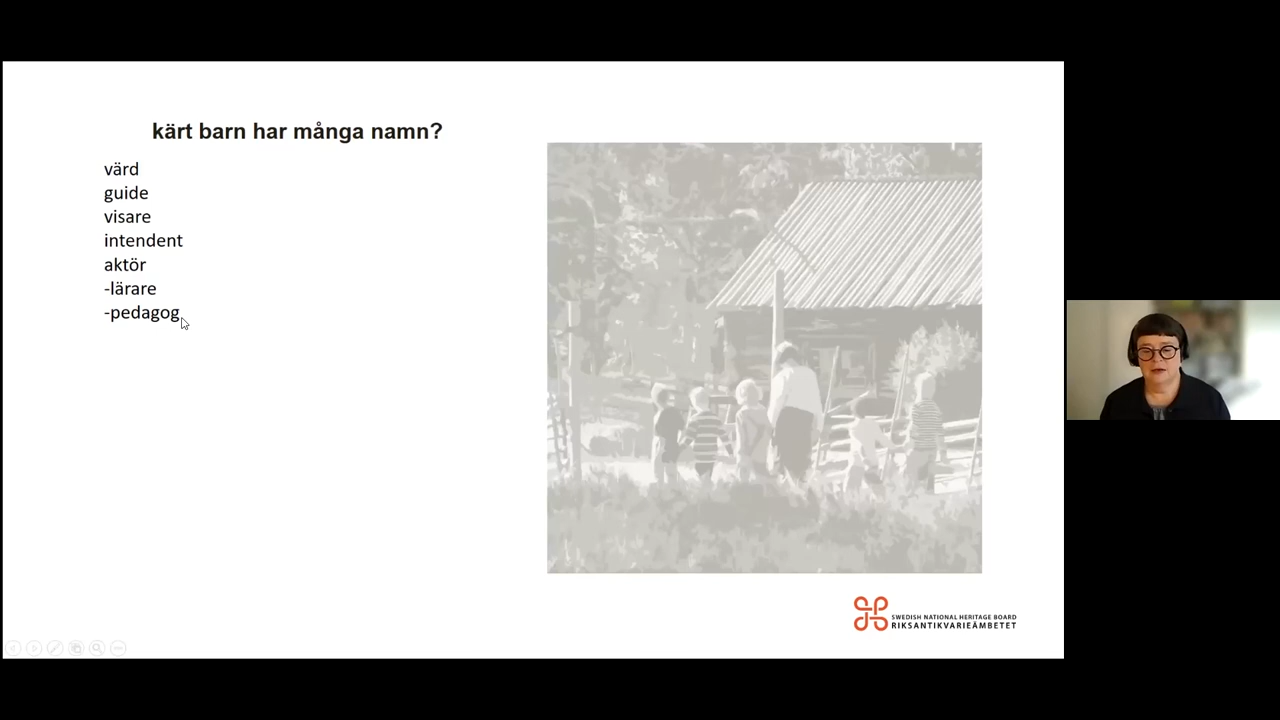 kärt barn har många namn?
värd
guide
visare
intendent
aktör
-lärare
-pedagog
SWEDISH NATIONAL HERITAGE BOARD
RIKSANTIKVARIEÄMBETET